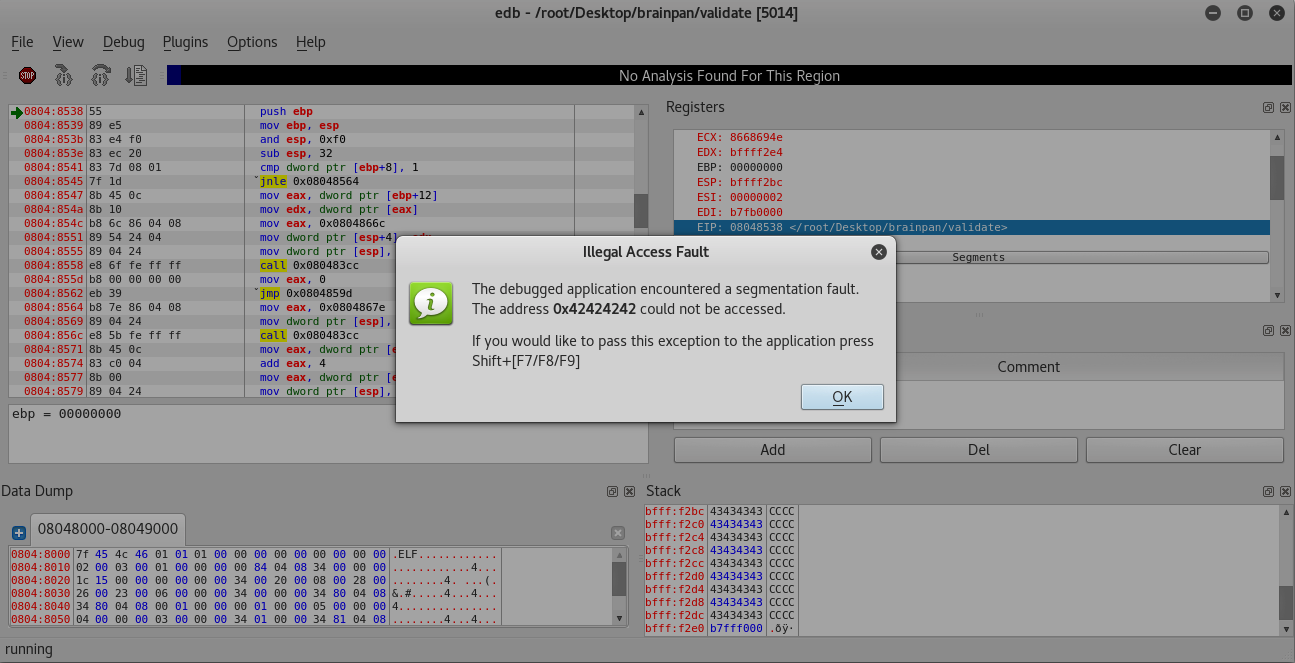 edb - /root/Desktop/brainpan/validate [5014]
File View Debug Plugins Options Help
STOP
No Analysis Found For This Region
0804:8538 55 push ebp
0804:8539 89 e5 mov ebp, esp
0804:853b 83 e4 f0 and esp, 0xf0
0804:853e 83 ec 20 sub esp, 32
0804:8541 83 7d 08 01 cmp dword ptr [ebp+8], 1
0804:8545 7f 1d jnle 0x08048564
0804:8547 8b 45 0c mov eax, dword ptr [ebp+12]
0804:854a 8b 10 mov edx, dword ptr [eax]
0804:854c b8 6c 86 04 08 mov eax, 0x0804866c
0804:8551 89 54 24 04 mov dword ptr [esp+4]
0804:8555 89 04 24 mov dword ptr [esp],
0804:8558 e8 6f fe ff ff call 0x080483cc
0804:855d b8 00 00 00 00 mov eax, 0
0804:8562 eb 39 jmp 0x0804859d
0804:8564 b8 7e 86 04 08 mov eax, 0x0804867e
0804:8569 89 04 24 mov dword ptr [esp],
0804:856c e8 5b fe ff ff call 0x080483cc
0804:8571 8b 45 0c mov eax, dword ptr [e
0804:8574 83 c0 04 add eax, 4
0804:8577 8b 00 mov eax, dword ptr [e
0804:8579 89 04 24 mov dword ptr [esp],
ebp = 00000000
Registers
ECX: 8668694e
EDX: bffff2e4
EBP: 00000000
ESP: bffff2bc
ESI: 00000002
EDI: b7fb0000
EIP: 08048538 </root/Desktop/brainpan/validate>
Segments
Illegal Access Fault
The debugged application encountered a segmentation fault.
The address 0x42424242 could not be accessed.
If you would like to pass this exception to the application press
Shift+[F7/F8/F9]
OK
Comment
Add Del Clear
Data Dump
08048000-08049000
0804:8000 7f 45 4c 46 01 01 01 00 00 00 00 00 00 00 00 00 .ELF............
0804:8010 02 00 03 00 01 00 00 00 00 84 04 08 34 00 00 00 ............4...
0804:8020 1c 15 00 00 00 00 00 00 34 00 20 00 08 00 28 00 ........4. ...(.
0804:8030 26 00 23 00 06 00 00 00 34 00 00 00 34 80 04 08 &.#.....4...4...
0804:8040 34 80 04 08 00 01 00 00 00 01 00 00 05 00 00 00 4...............
0804:8050 04 00 00 00 03 00 00 00 34 01 00 00 34 81 04 08 ........4...4...
Stack
bfff:f2bc 43434343 CCCC
bfff:f2c0 43434343 CCCC
bfff:f2c4 43434343 CCCC
bfff:f2c8 43434343 CCCC
bfff:f2cc 43434343 CCCC
bfff:f2d0 43434343 CCCC
bfff:f2d4 43434343 CCCC
bfff:f2d8 43434343 CCCC
bfff:f2dc 43434343 CCCC
bfff:f2e0 b7fff000 .ðÿ·
running